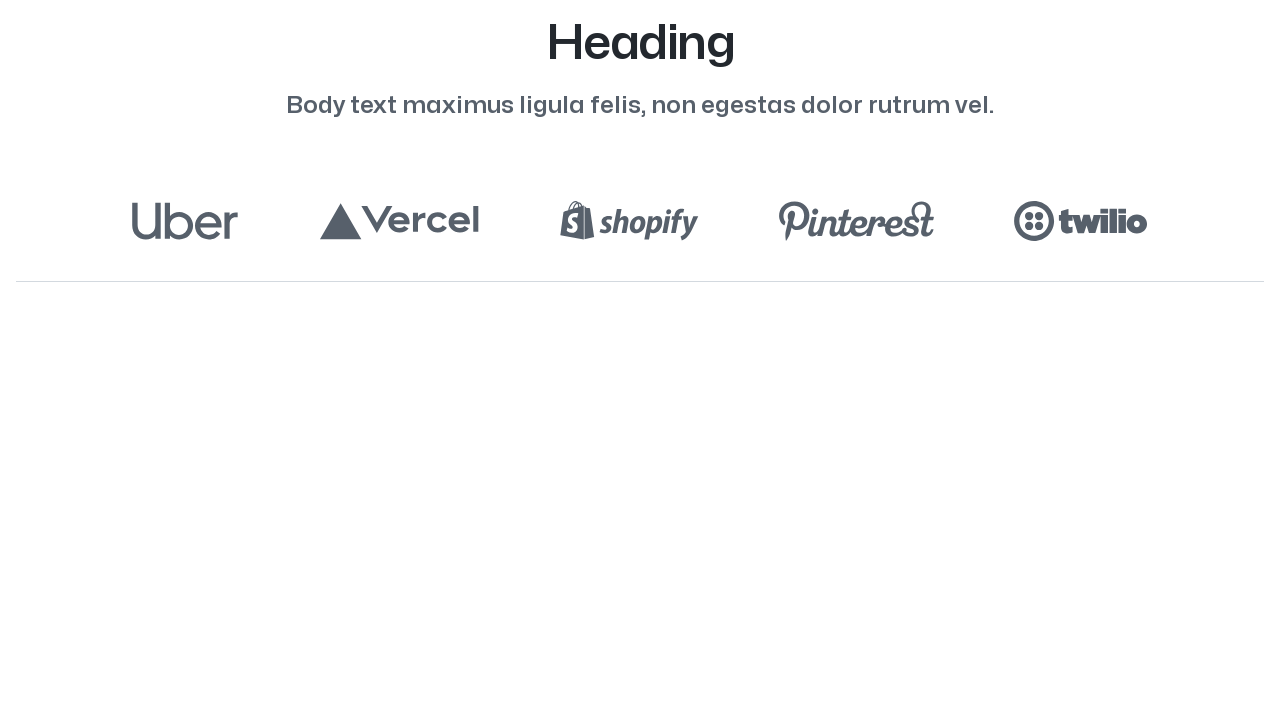 Heading
Body text maximus ligula felis, non egestas dolor rutrum vel.
Uber Vercel shopify Pinterest twilio